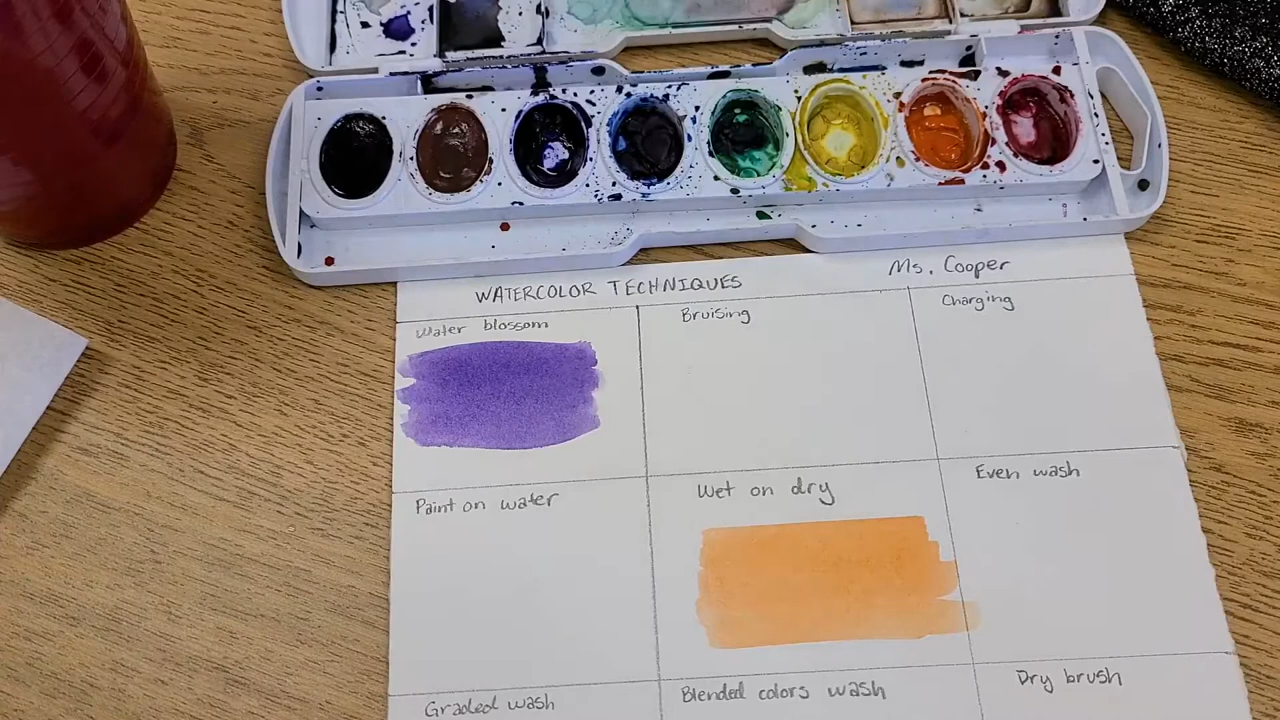 WATERCOLOR TECHNIQUES Ms. Cooper
Water blossom
Bruising
Charging
Paint on water
Wet on dry
Even wash
Graded wash
Blended colors wash
Dry brush